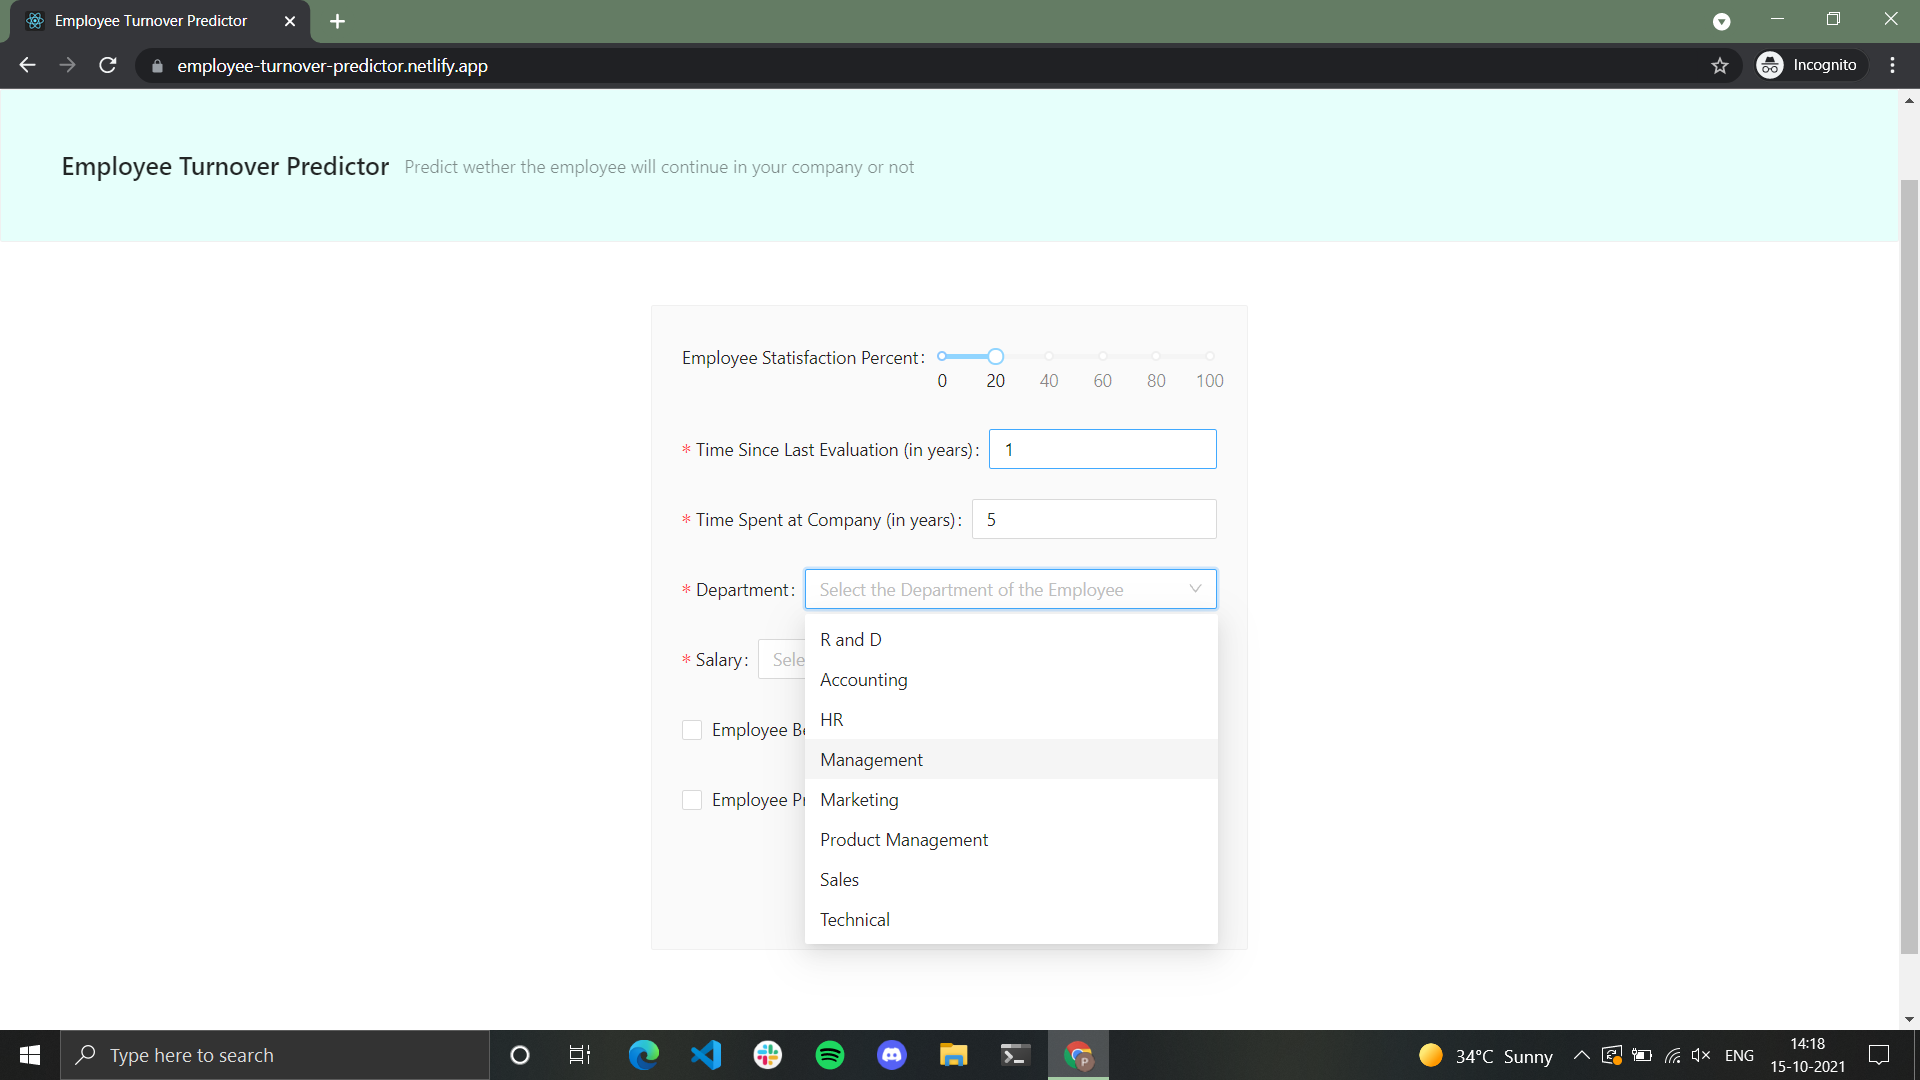 Employee Turnover Predictor
employee-turnover-predictor.netlify.app
Incognito
Employee Turnover Predictor Predict wether the employee will continue in your company or not
Employee Statisfaction Percent:
0 20 40 60 80 100
* Time Since Last Evaluation (in years): 1
* Time Spent at Company (in years): 5
* Department: Select the Department of the Employee
R and D
* Salary: Sele
Accounting
HR
Employee Be
Management
Employee Pr
Marketing
Product Management
Sales
Technical
Type here to search
34°C Sunny
ENG
14:18
15-10-2021